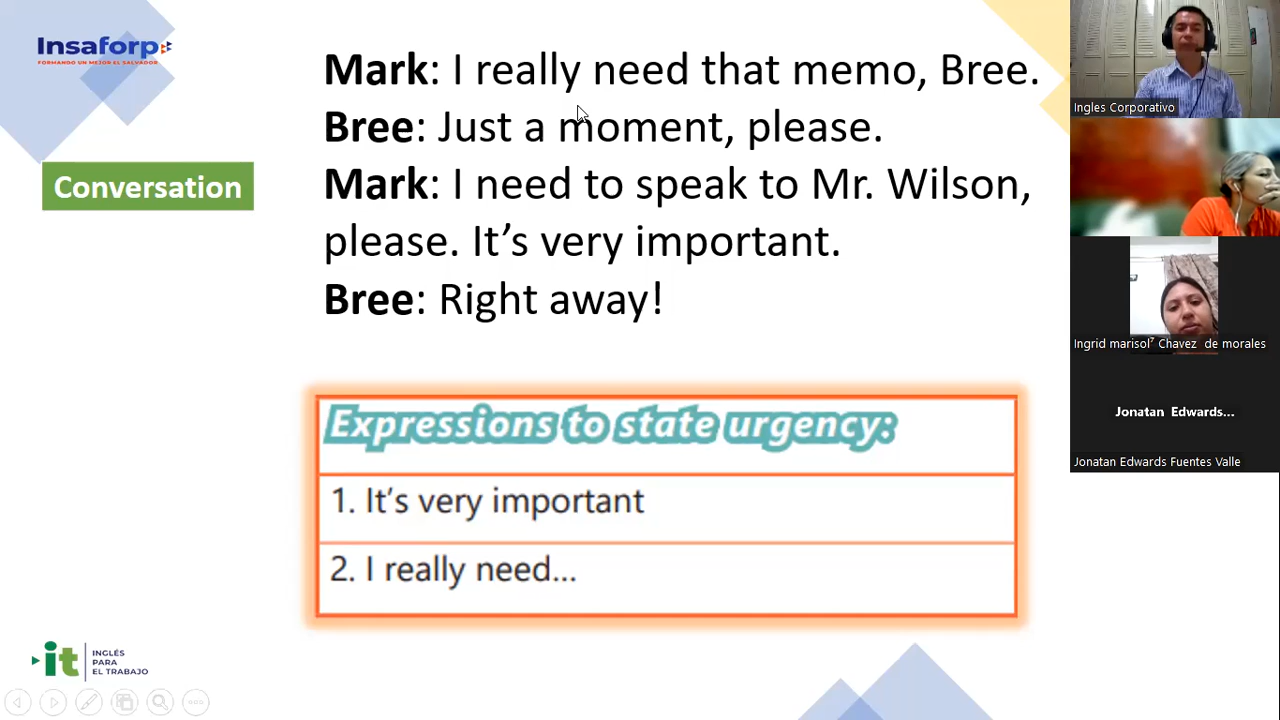 Insaforp
FORMANDO UN MEJOR EL SALVADOR
Conversation
Mark: I really need that memo, Bree.
Bree: Just a moment, please.
Mark: I need to speak to Mr. Wilson,
please. It's very important.
Bree: Right away!
Expressions to state urgency:
1. It's very important
2. I really need...
it
INGLÉS
PARA
EL TRABAJO
Ingles Corporativo
Ingrid marisol⁷ Chavez de morales
Jonatan Edwards...
Jonatan Edwards Fuentes Valle